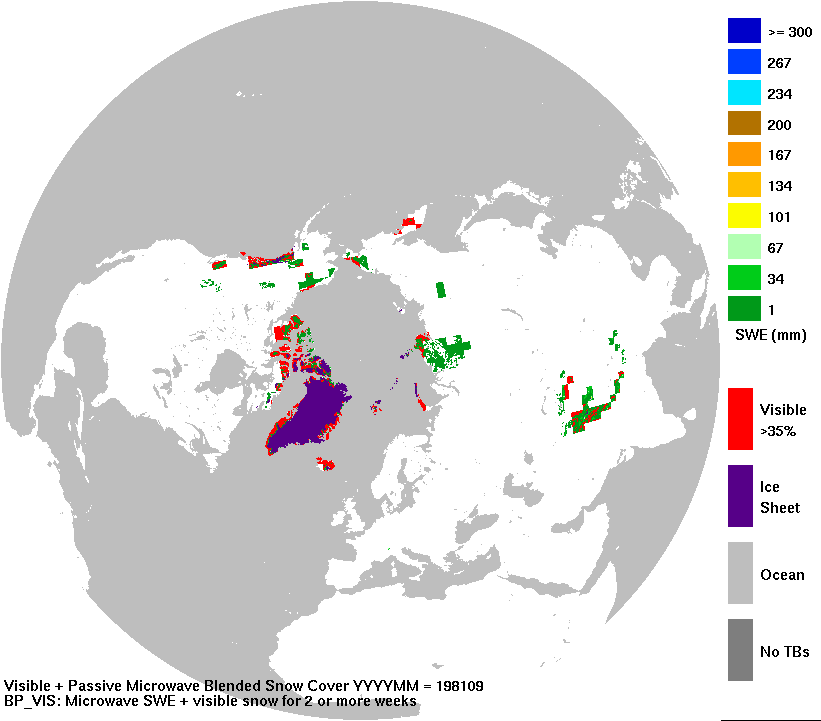 >= 300
267
234
200
167
134
101
67
34
1
SWE (mm)
Visible
>35%
Ice
Sheet
Ocean
No TBs
Visible + Passive Microwave Blended Snow Cover YYYYMM = 198109
BP_VIS: Microwave SWE + visible snow for 2 or more weeks